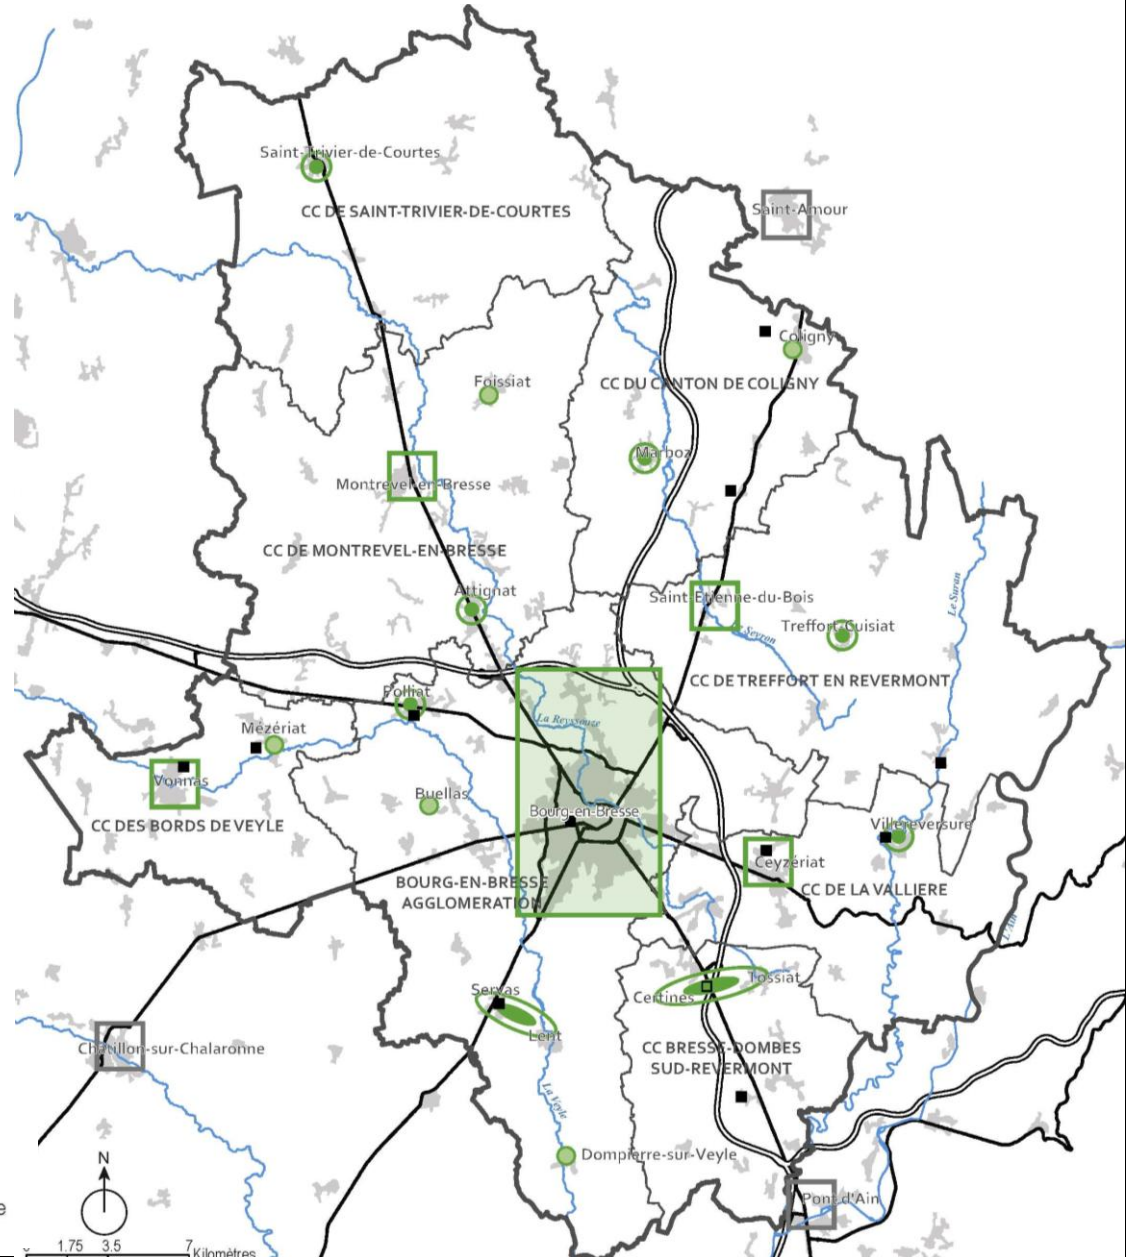 Saint-Trivier-de-Courtes
CC DE SAINT-TRIVIER-DE-COURTES
Saint-Amour
Coligny
Foissiat
CC DU CANTON DE COLIGNY
Marboz
Montrevel-en-Bresse
CC DE MONTREVEL-EN-BRESSE
Attignat
Saint-Etienne-du-Bois
Le Suran
Treffort-Cuisiat
Le Sevron
CC DE TREFFORT EN REVERMONT
Polliat
La Reyssouze
Mézériat
Vonnas
Buellas
Bourg-en-Bresse
CC DES BORDS DE VEYLE
Villereversure
Ceyzériat
BOURG-EN-BRESSE
AGGLOMERATION
CC DE LA VALLIERE
L'Ain
Tossiat
Servas
Certines
Lent
Châtillon-sur-Chalaronne
CC BRESSE-DOMBES
SUD-REVERMONT
La Veyle
Dompierre-sur-Veyle
N
Pont d'Ain
e
1.75 3.5 7
Kilomètres